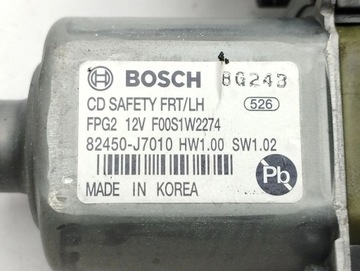 BOSCH 8G243
CD SAFETY FRT/LH 526
FPG2 12V F00S1W2274
82450-J7010 HW1.00 SW1.02
MADE IN KOREA
Pb